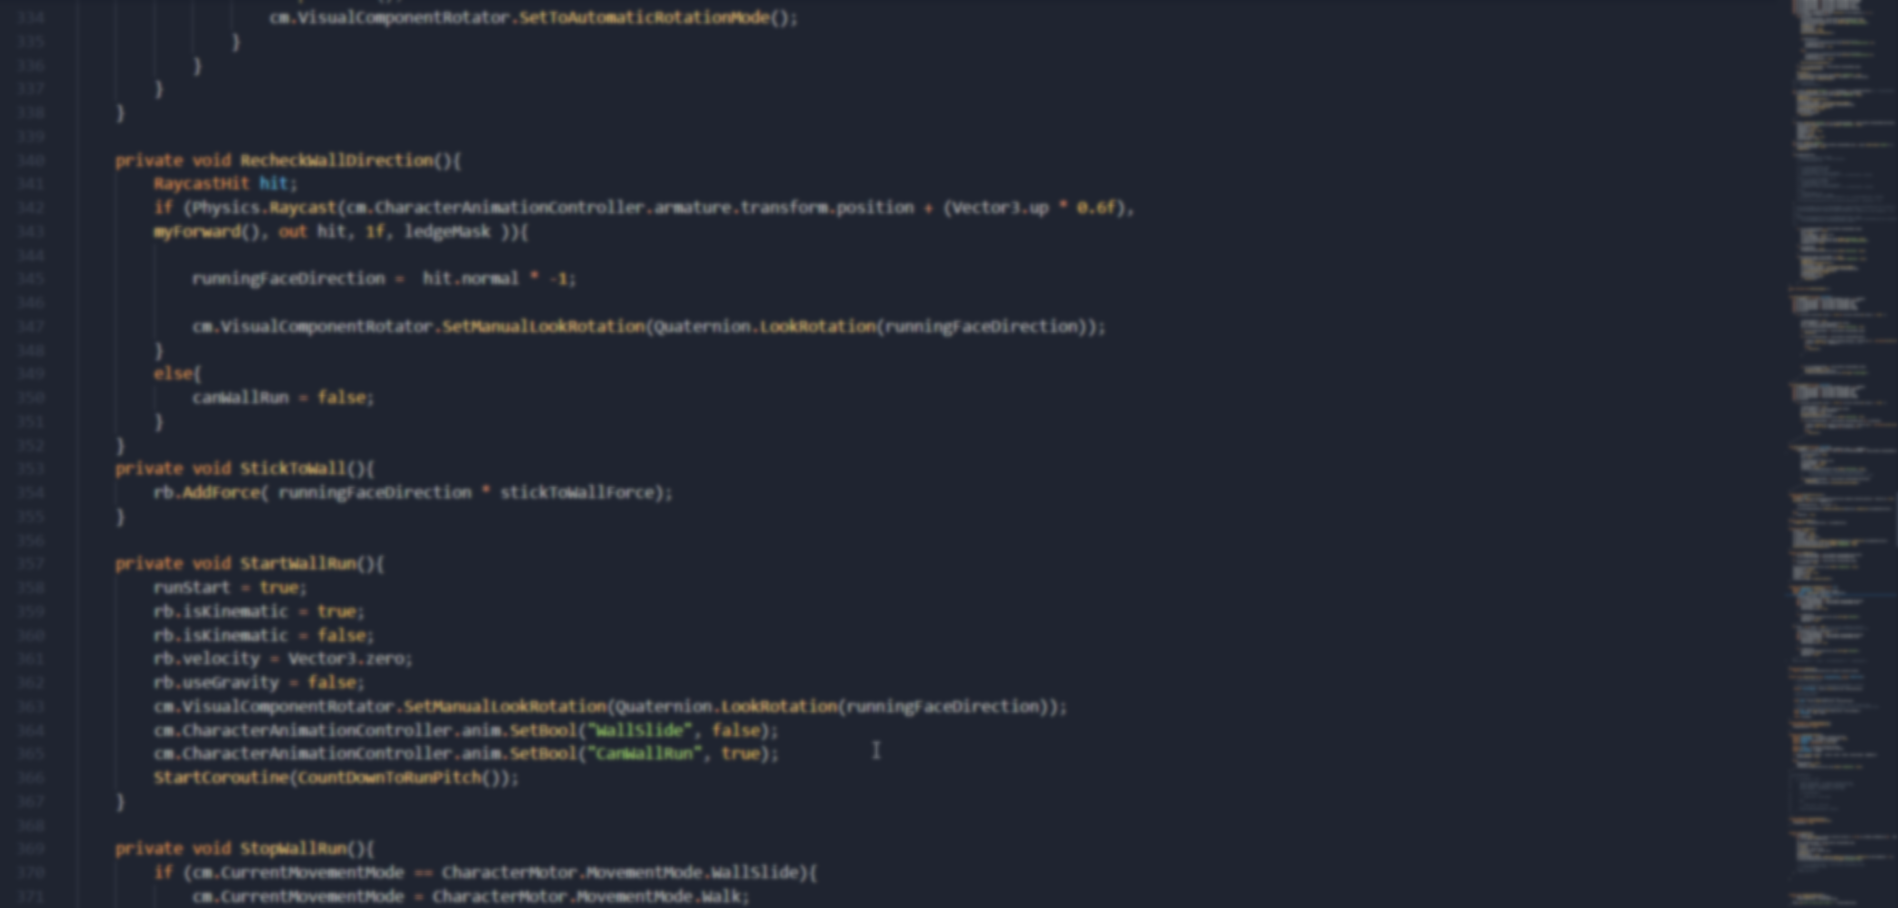 334 cm.VisualComponentRotator.SetToAutomaticRotationMode();
335 }
336 }
337 }
338 }
339
340 private void RecheckWallDirection(){
341 RaycastHit hit;
342 if (Physics.Raycast(cm.CharacterAnimationController.armature.transform.position + (Vector3.up * 0.6f),
343 myForward(), out hit, 1f, ledgeMask )){
344
345 runningFaceDirection =  hit.normal * -1;
346
347 cm.VisualComponentRotator.SetManualLookRotation(Quaternion.LookRotation(runningFaceDirection));
348 }
349 else{
350 canWallRun = false;
351 }
352 }
353 private void StickToWall(){
354 rb.AddForce( runningFaceDirection * stickToWallForce);
355 }
356
357 private void StartWallRun(){
358 runStart = true;
359 rb.isKinematic = true;
360 rb.isKinematic = false;
361 rb.velocity = Vector3.zero;
362 rb.useGravity = false;
363 cm.VisualComponentRotator.SetManualLookRotation(Quaternion.LookRotation(runningFaceDirection));
364 cm.CharacterAnimationController.anim.SetBool("WallSlide", false);
365 cm.CharacterAnimationController.anim.SetBool("CanWallRun", true);
366 StartCoroutine(CountDownToRunPitch());
367 }
368
369 private void StopWallRun(){
370 if (cm.CurrentMovementMode == CharacterMotor.MovementMode.WallSlide){
371 cm.CurrentMovementMode = CharacterMotor.MovementMode.Walk;